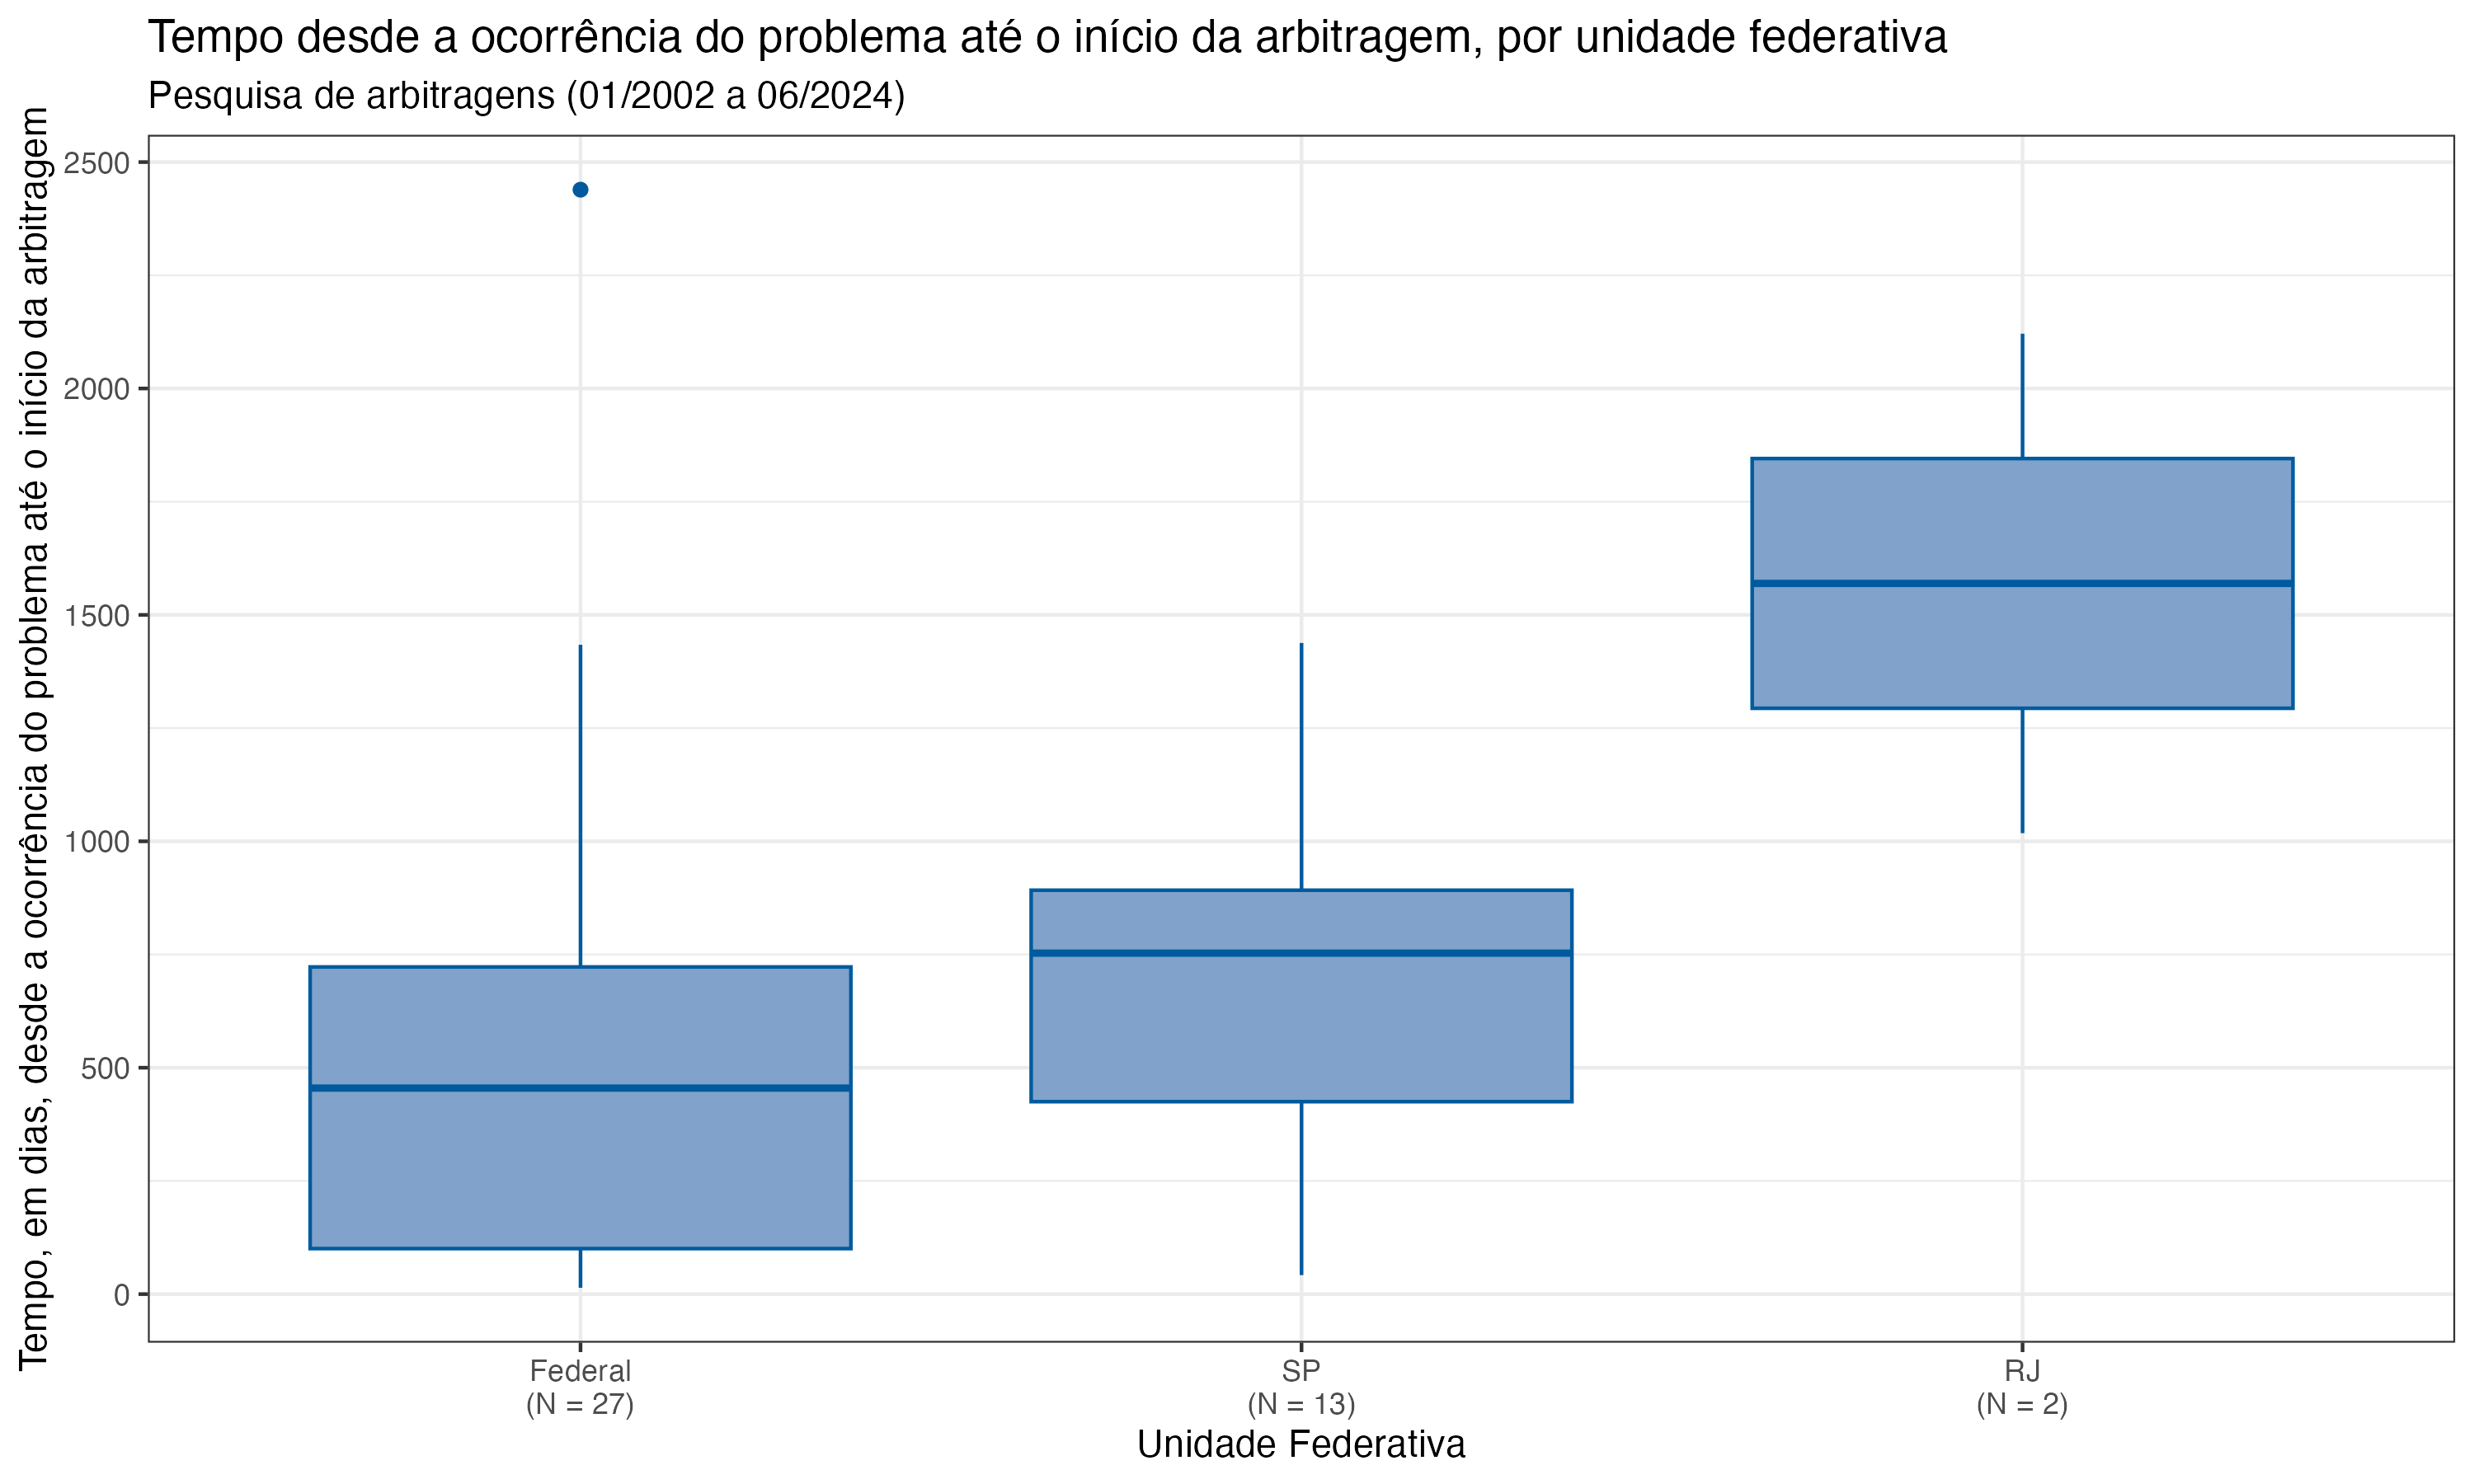 Tempo desde a ocorrência do problema até o início da arbitragem, por unidade federativa
Pesquisa de arbitragens (01/2002 a 06/2024)
Tempo, em dias, desde a ocorrência do problema até o início da arbitragem
2500
2000
1500
1000
500
0
Federal
(N = 27)
SP
(N = 13)
RJ
(N = 2)
Unidade Federativa